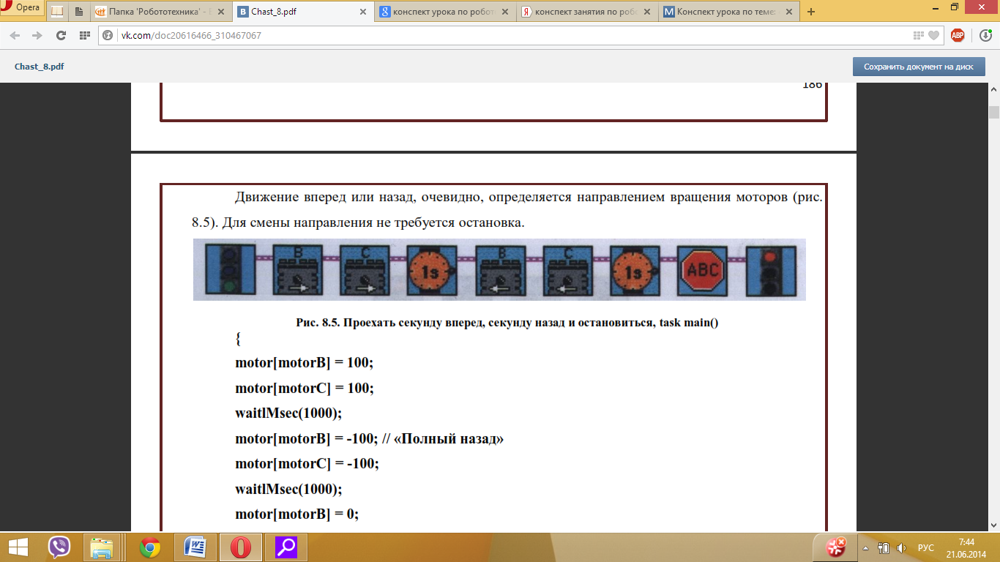 Opera
Папка 'Робототехника' -
Chast_8.pdf
конспект урока по робот
конспект занятия по роб
Конспект урока по теме:
vk.com/doc20616466_310467067
ABP
Chast_8.pdf
Сохранить документ на диск
186
Движение вперед или назад, очевидно, определяется направлением вращения моторов (рис.
8.5). Для смены направления не требуется остановка.
B C 1s B C 1s ABC
Рис. 8.5. Проехать секунду вперед, секунду назад и остановиться, task main()
{
motor[motorB] = 100;
motor[motorC] = 100;
waitlMsec(1000);
motor[motorB] = -100; // «Полный назад»
motor[motorC] = -100;
waitlMsec(1000);
motor[motorB] = 0;
РУС
7:44
21.06.2014